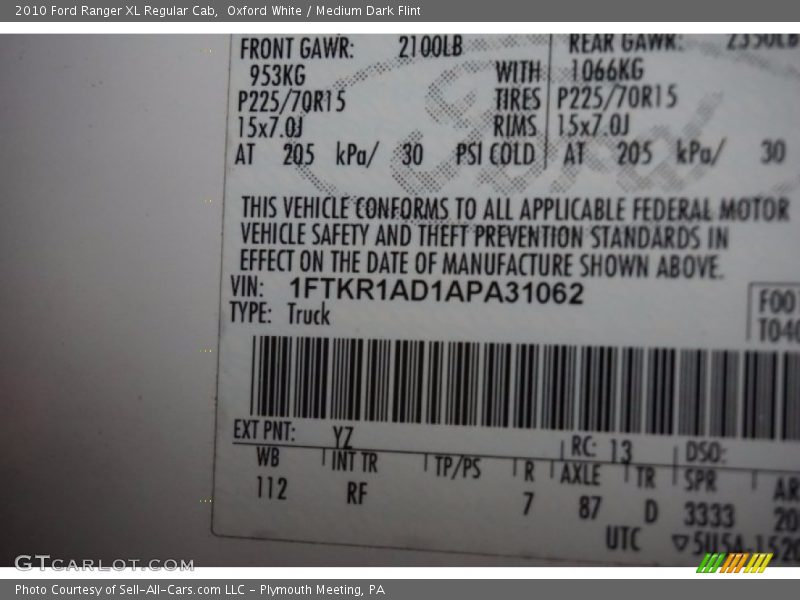 2010 Ford Ranger XL Regular Cab, Oxford White / Medium Dark Flint
FRONT GAWR: 2100LB REAR GAWR: 2350LB
953KG WITH 1066KG
P225/70R15 TIRES P225/70R15
15x7.0J RIMS 15x7.0J
AT 205 kPa/ 30 PSI COLD AT 205 kPa/ 30
THIS VEHICLE CONFORMS TO ALL APPLICABLE FEDERAL MOTOR
VEHICLE SAFETY AND THEFT PREVENTION STANDARDS IN
EFFECT ON THE DATE OF MANUFACTURE SHOWN ABOVE.
VIN: 1FTKR1AD1APA31062
TYPE: Truck
F00
T040
EXT PNT: YZ RC: 13 DSO:
WB INT TR TP/PS R AXLE TR SPR
112 RF 7 87 D 3333 20
UTC
GTCARLOT.COM
Photo Courtesy of Sell-All-Cars.com LLC - Plymouth Meeting, PA